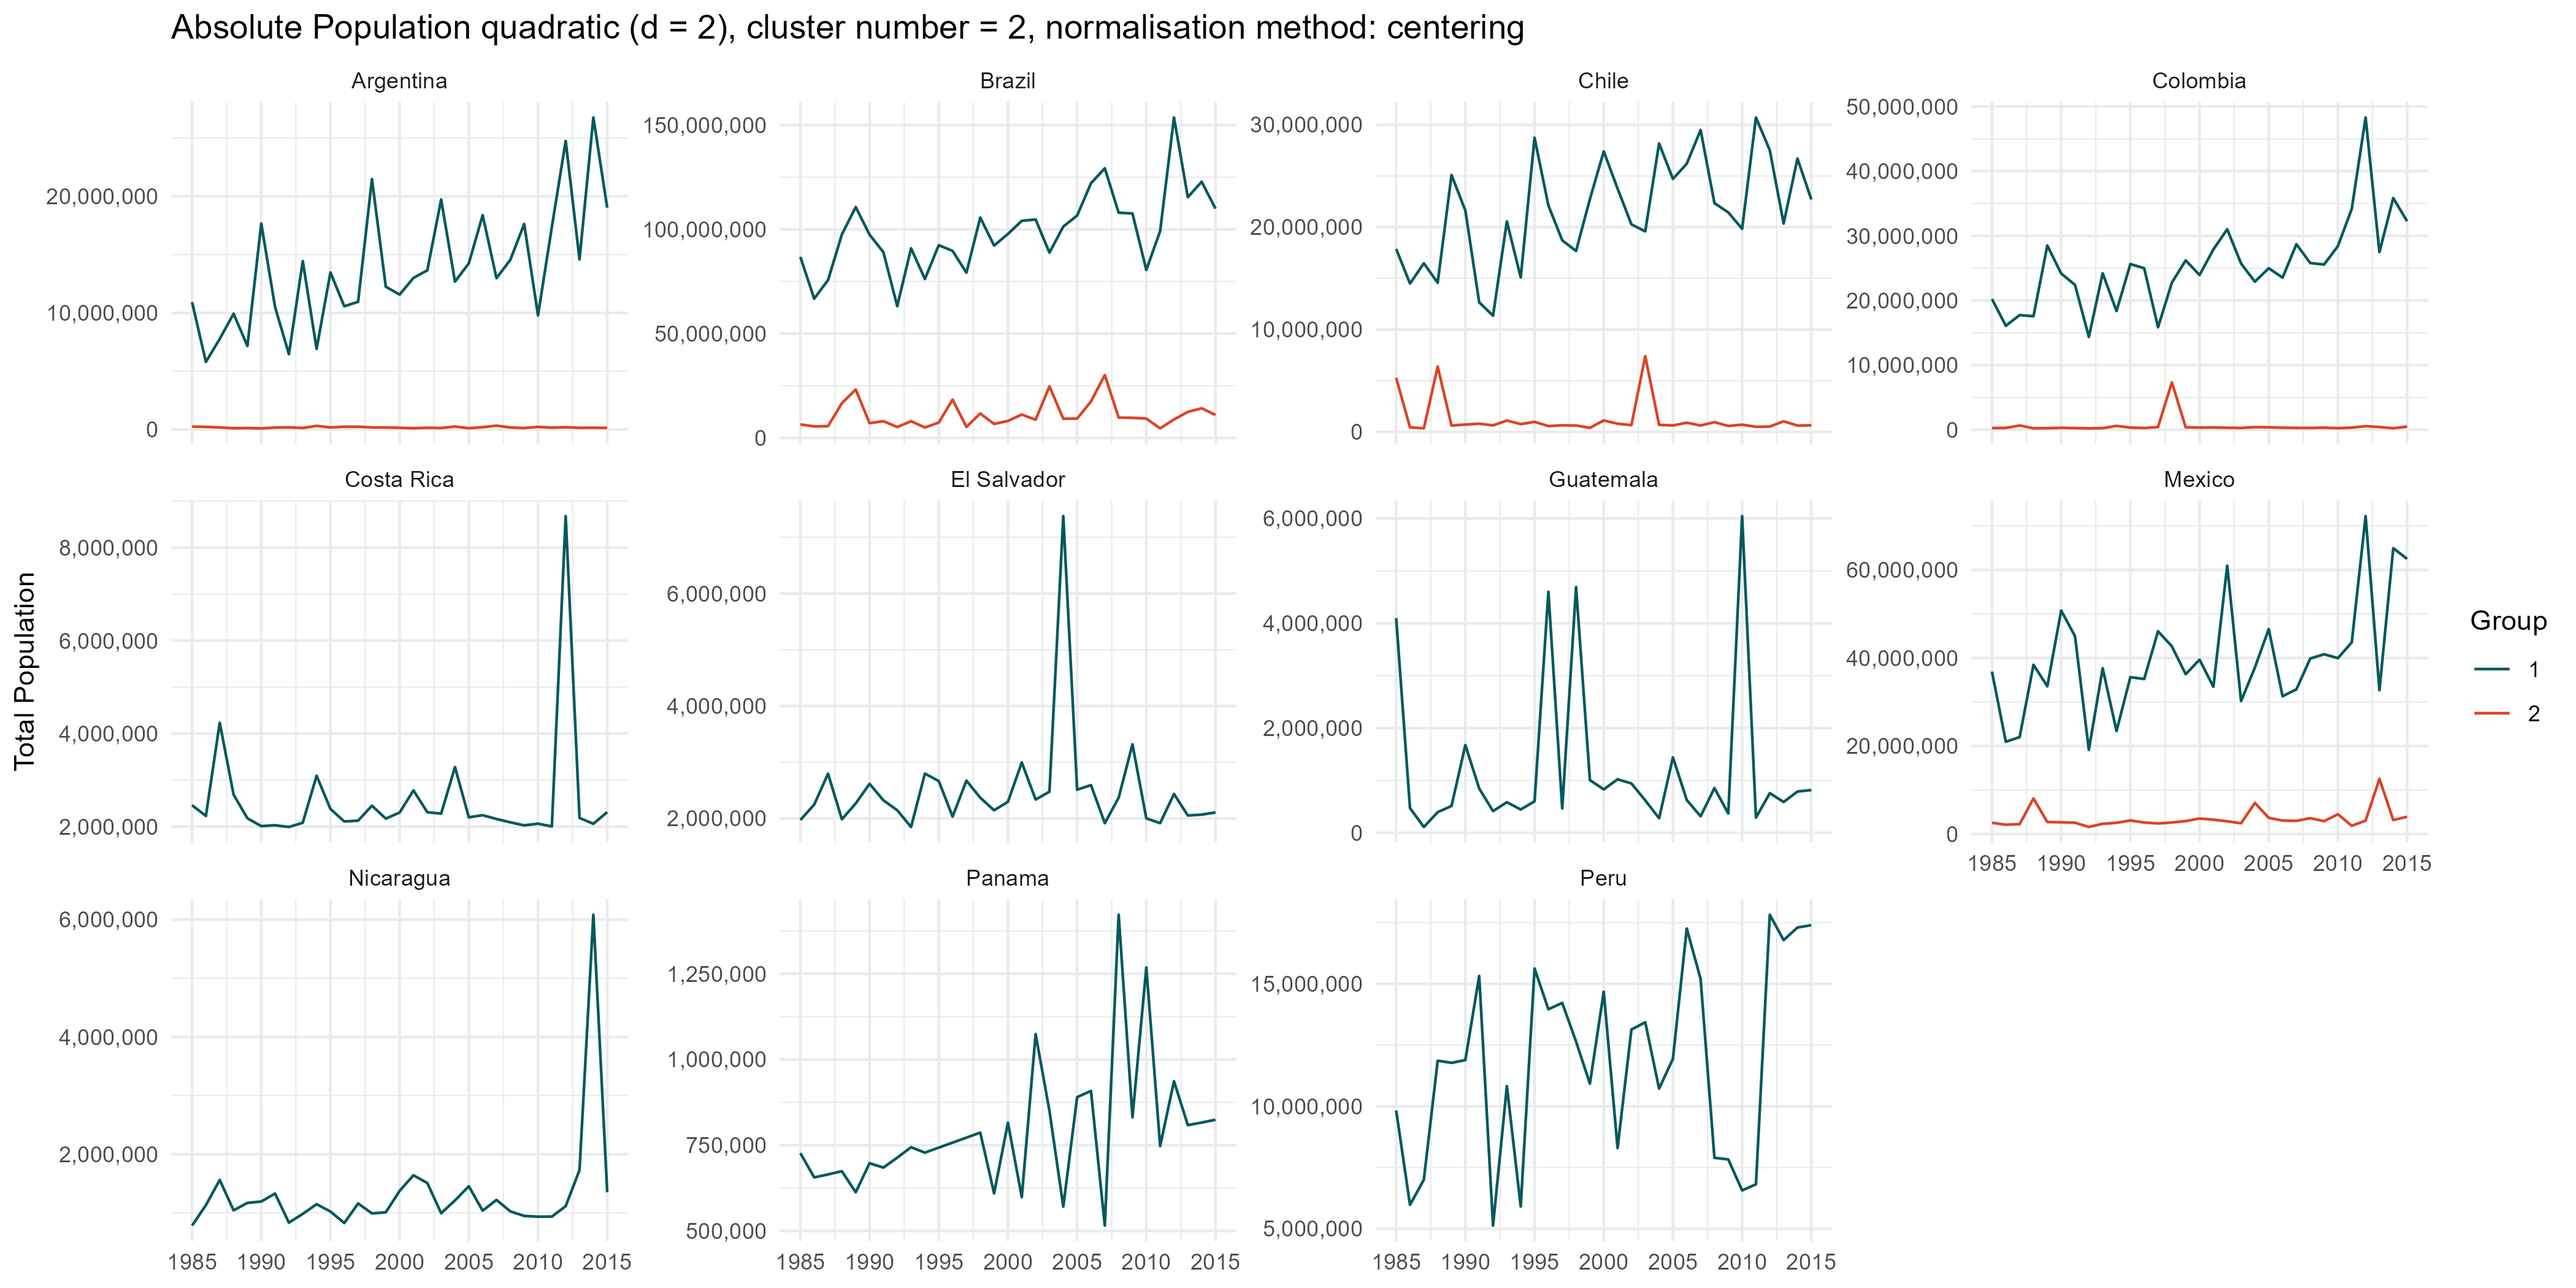 Absolute Population quadratic (d = 2), cluster number = 2, normalisation method: centering
Argentina
Brazil
Chile
Colombia
20,000,000
10,000,000
0
150,000,000
100,000,000
50,000,000
0
30,000,000
20,000,000
10,000,000
0
50,000,000
40,000,000
30,000,000
20,000,000
10,000,000
0
Costa Rica
El Salvador
Guatemala
Mexico
8,000,000
6,000,000
4,000,000
2,000,000
6,000,000
4,000,000
2,000,000
6,000,000
4,000,000
2,000,000
0
60,000,000
40,000,000
20,000,000
0
1985 1990 1995 2000 2005 2010 2015
Nicaragua
Panama
Peru
6,000,000
4,000,000
2,000,000
1,250,000
1,000,000
750,000
500,000
15,000,000
10,000,000
5,000,000
1985 1990 1995 2000 2005 2010 2015
1985 1990 1995 2000 2005 2010 2015
1985 1990 1995 2000 2005 2010 2015
Total Population
Group
1
2